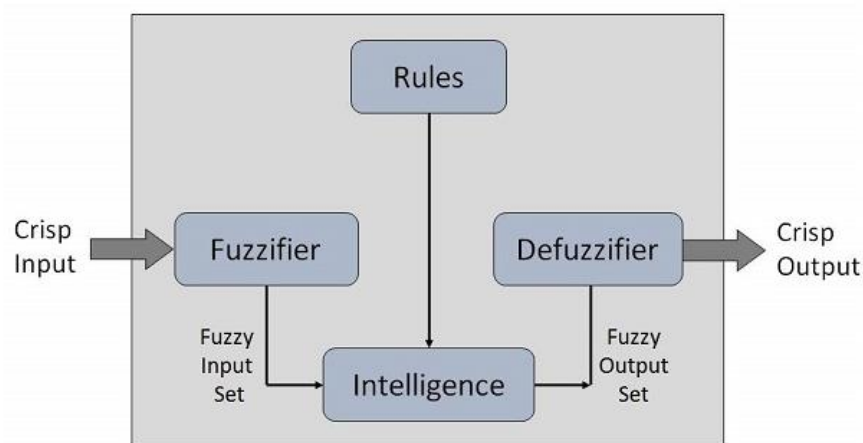 Rules
Crisp
Input
Fuzzifier
Defuzzifier
Crisp
Output
Fuzzy
Input
Set
Intelligence
Fuzzy
Output
Set